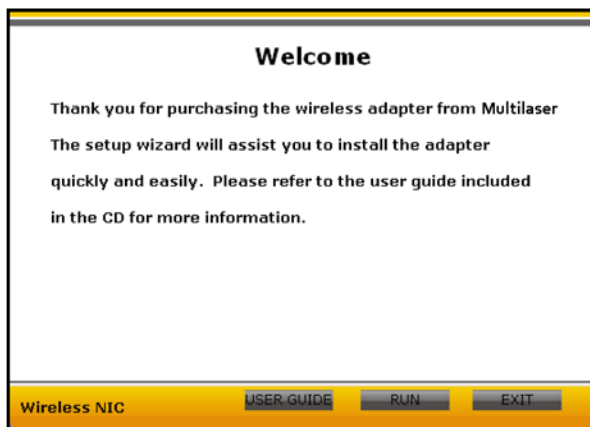 Welcome
Thank you for purchasing the wireless adapter from Multilaser
The setup wizard will assist you to install the adapter
quickly and easily. Please refer to the user guide included
in the CD for more information.
Wireless NIC
USER GUIDE
RUN
EXIT